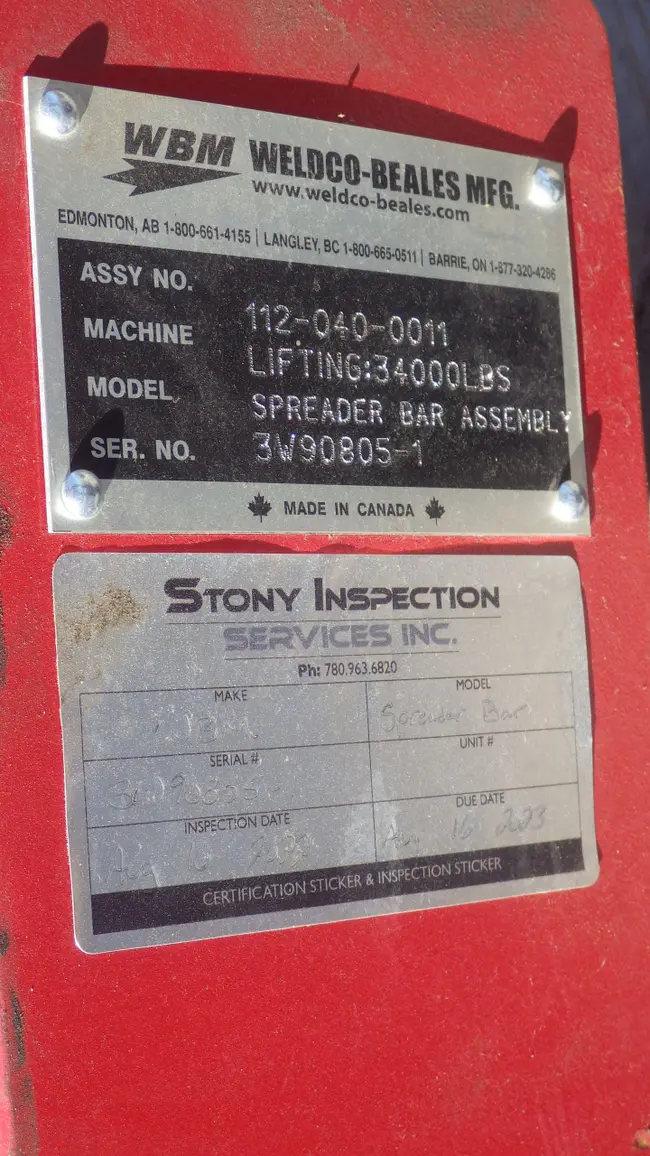 WBM WELDCO-BEALES MFG.
www.weldco-beales.com
EDMONTON, AB 1-800-661-4155 | LANGLEY, BC 1-800-665-0511 | BARRIE, ON 1-877-320-4286
ASSY NO. 112-040-0011
MACHINE LIFTING:34000LBS
MODEL SPREADER BAR ASSEMBLY
SER. NO. 3W90805-1
MADE IN CANADA
STONY INSPECTION
SERVICES INC.
Ph: 780.963.6820
MAKE MODEL
Spreader Bar
SERIAL # UNIT #
INSPECTION DATE DUE DATE
Aug
CERTIFICATION STICKER & INSPECTION STICKER